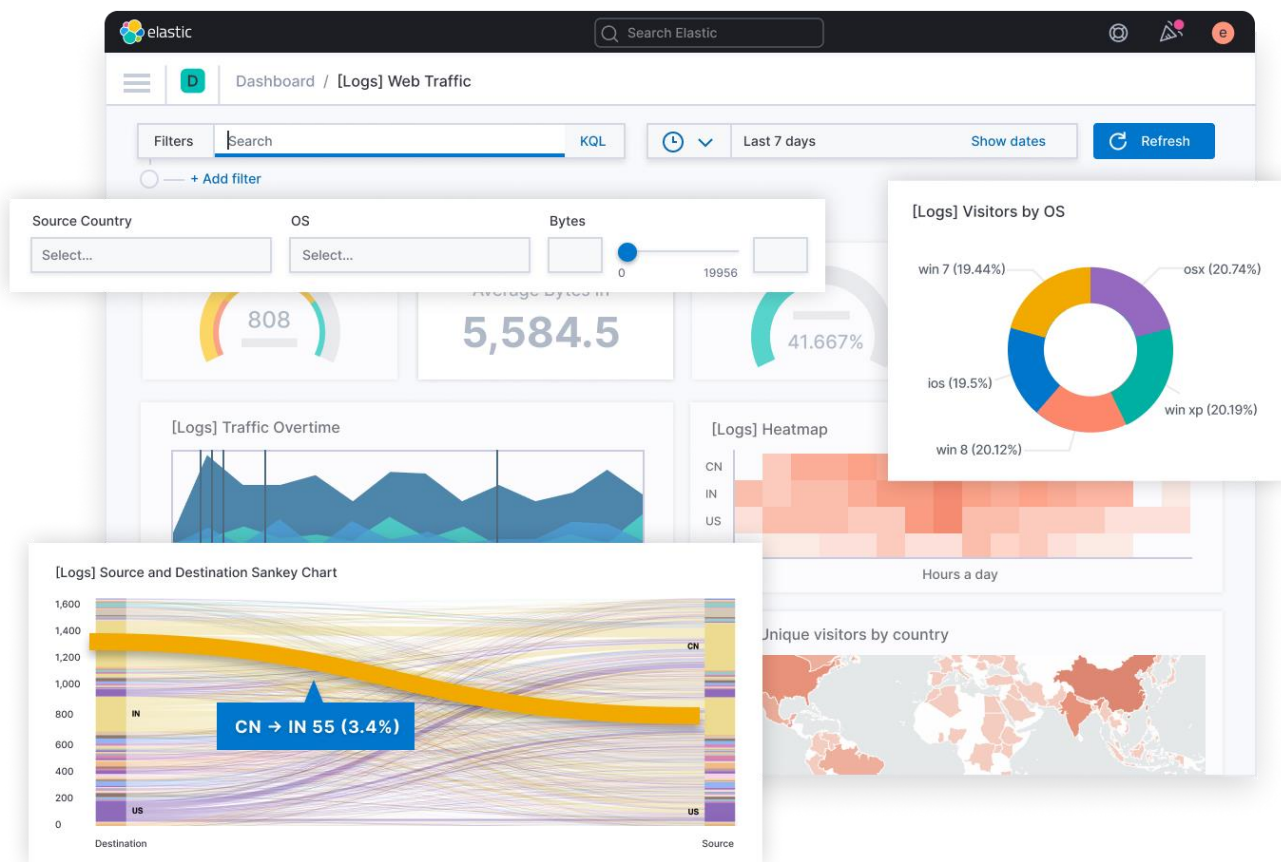 elastic
Search Elastic
e
D
Dashboard / [Logs] Web Traffic
Filters
Search
KQL
Last 7 days
Show dates
Refresh
+ Add filter
Source Country
OS
Bytes
Select...
Select...
0
19956
[Logs] Visitors by OS
win 7 (19.44%)
osx (20.74%)
ios (19.5%)
win xp (20.19%)
win 8 (20.12%)
808
Average Bytes In
5,584.5
41.667%
[Logs] Traffic Overtime
[Logs] Heatmap
CN
IN
US
Hours a day
[Logs] Source and Destination Sankey Chart
1,600
1,400
1,200
1,000
800
600
400
200
0
CN
IN
CN → IN 55 (3.4%)
US
US
Destination
Source
Unique visitors by country